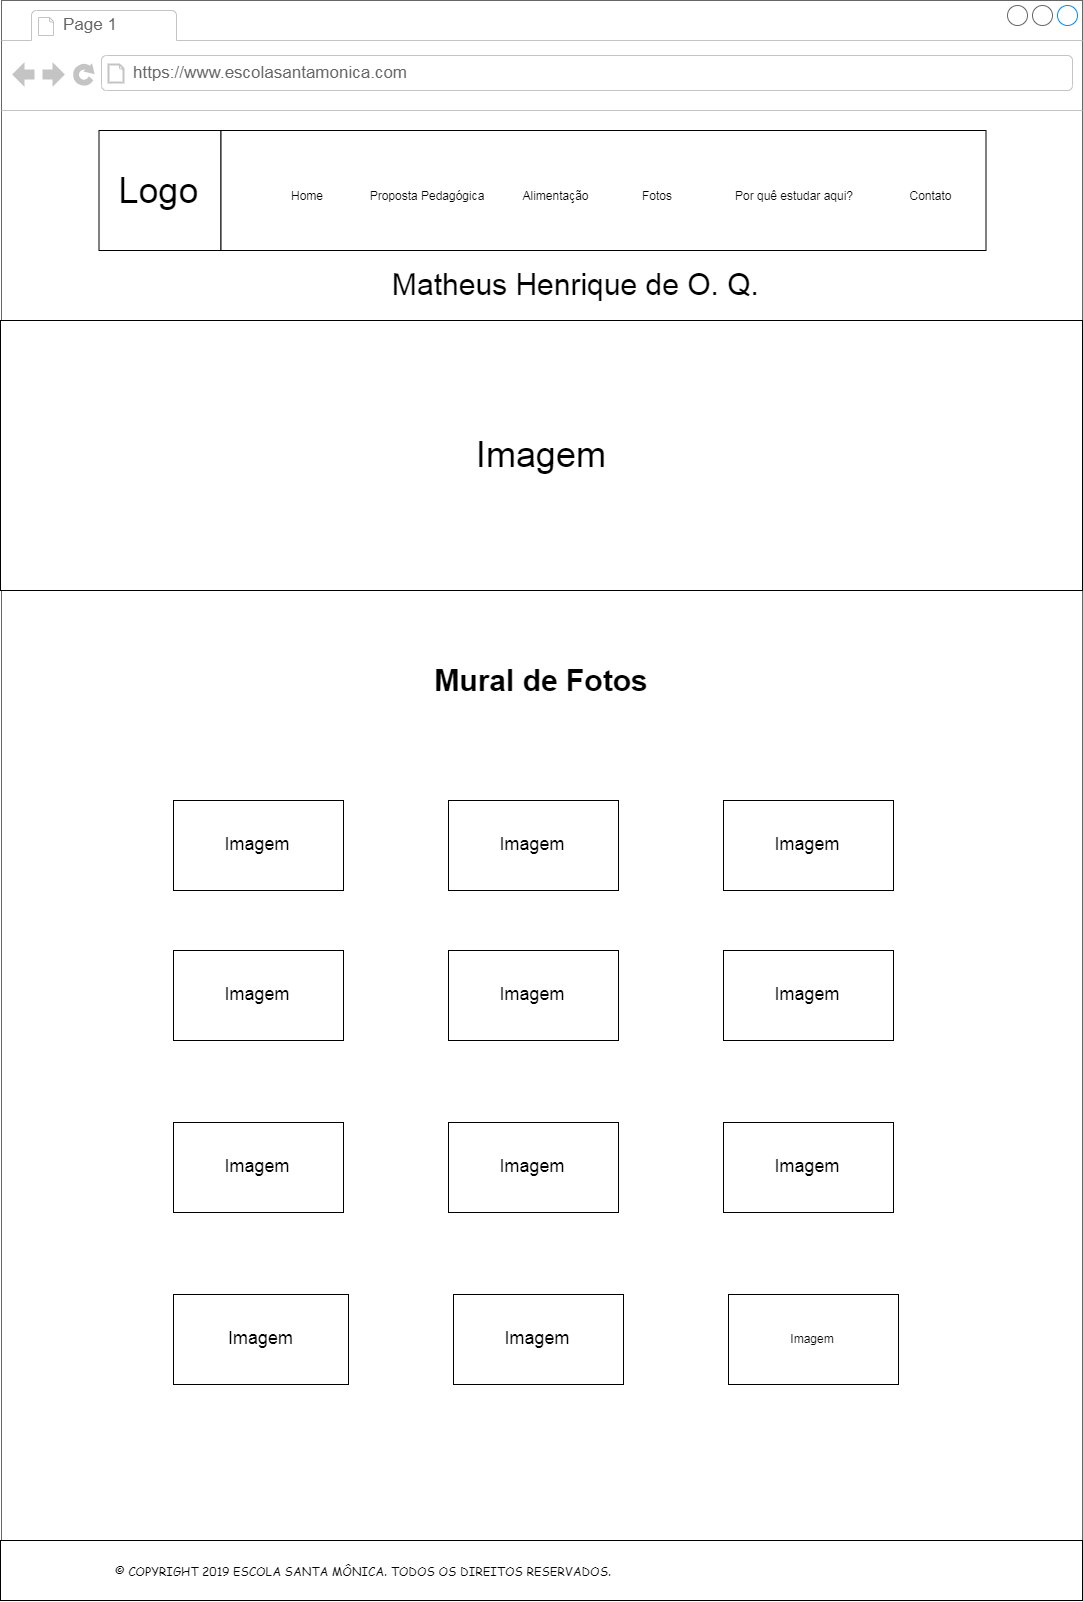 Page 1
https://www.escolasantamonica.com
Logo
Home Proposta Pedagógica Alimentação Fotos Por quê estudar aqui? Contato
Matheus Henrique de O. Q.
Imagem
Mural de Fotos
Imagem Imagem Imagem
Imagem Imagem Imagem
Imagem Imagem Imagem
Imagem Imagem Imagem
© COPYRIGHT 2019 ESCOLA SANTA MÔNICA. TODOS OS DIREITOS RESERVADOS.